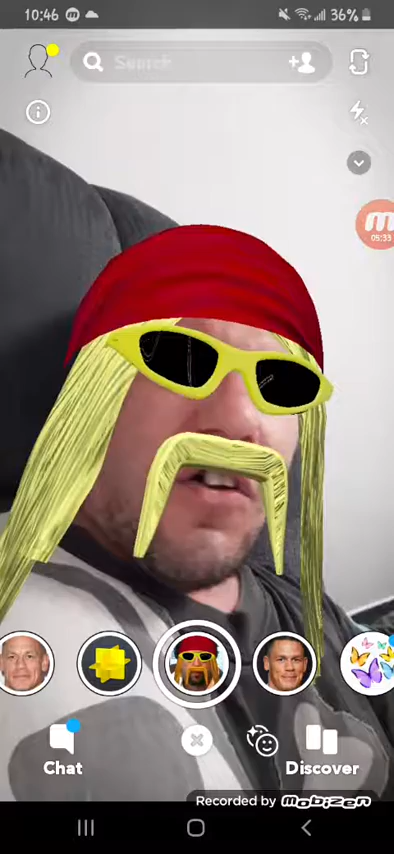 10:46
36%
Search
05:33
Chat
Discover
Recorded by mobizen